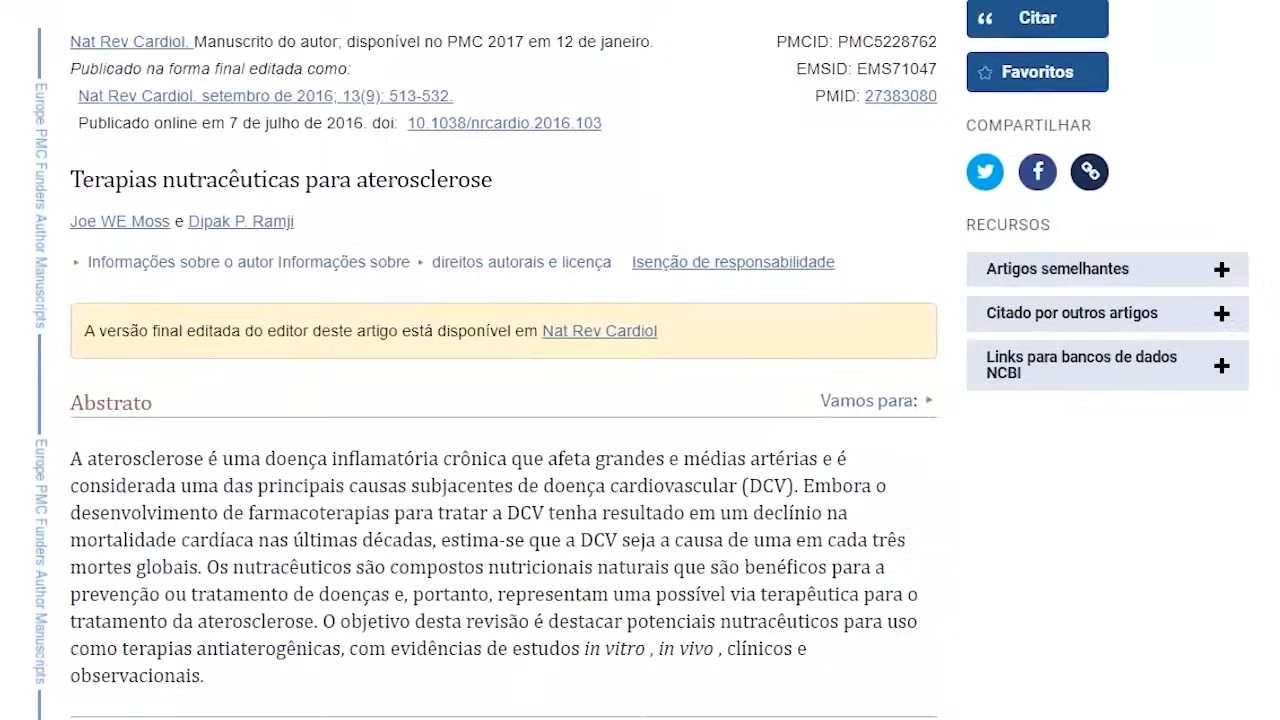 Nat Rev Cardiol. Manuscrito do autor; disponível no PMC 2017 em 12 de janeiro.
PMCID: PMC5228762
Publicado na forma final editada como:
EMSID: EMS71047
Nat Rev Cardiol. setembro de 2016; 13(9): 513-532.
PMID: 27383080
Publicado online em 7 de julho de 2016. doi: 10.1038/nrcardio.2016.103
Terapias nutracêuticas para aterosclerose
Joe WE Moss e Dipak P. Ramji
Informações sobre o autor Informações sobre ▸ direitos autorais e licença Isenção de responsabilidade
A versão final editada do editor deste artigo está disponível em Nat Rev Cardiol
Abstrato
Vamos para:
A aterosclerose é uma doença inflamatória crônica que afeta grandes e médias artérias e é
considerada uma das principais causas subjacentes de doença cardiovascular (DCV). Embora o
desenvolvimento de farmacoterapias para tratar a DCV tenha resultado em um declínio na
mortalidade cardíaca nas últimas décadas, estima-se que a DCV seja a causa de uma em cada três
mortes globais. Os nutracêuticos são compostos nutricionais naturais que são benéficos para a
prevenção ou tratamento de doenças e, portanto, representam uma possível via terapêutica para o
tratamento da aterosclerose. O objetivo desta revisão é destacar potenciais nutracêuticos para uso
como terapias antiaterogênicas, com evidências de estudos in vitro , in vivo , clínicos e
observacionais.
Europe PMC Funders Author Manuscripts
Europe PMC Funders Author Manuscripts
Citar
Favoritos
COMPARTILHAR
RECURSOS
Artigos semelhantes
Citado por outros artigos
Links para bancos de dados
NCBI